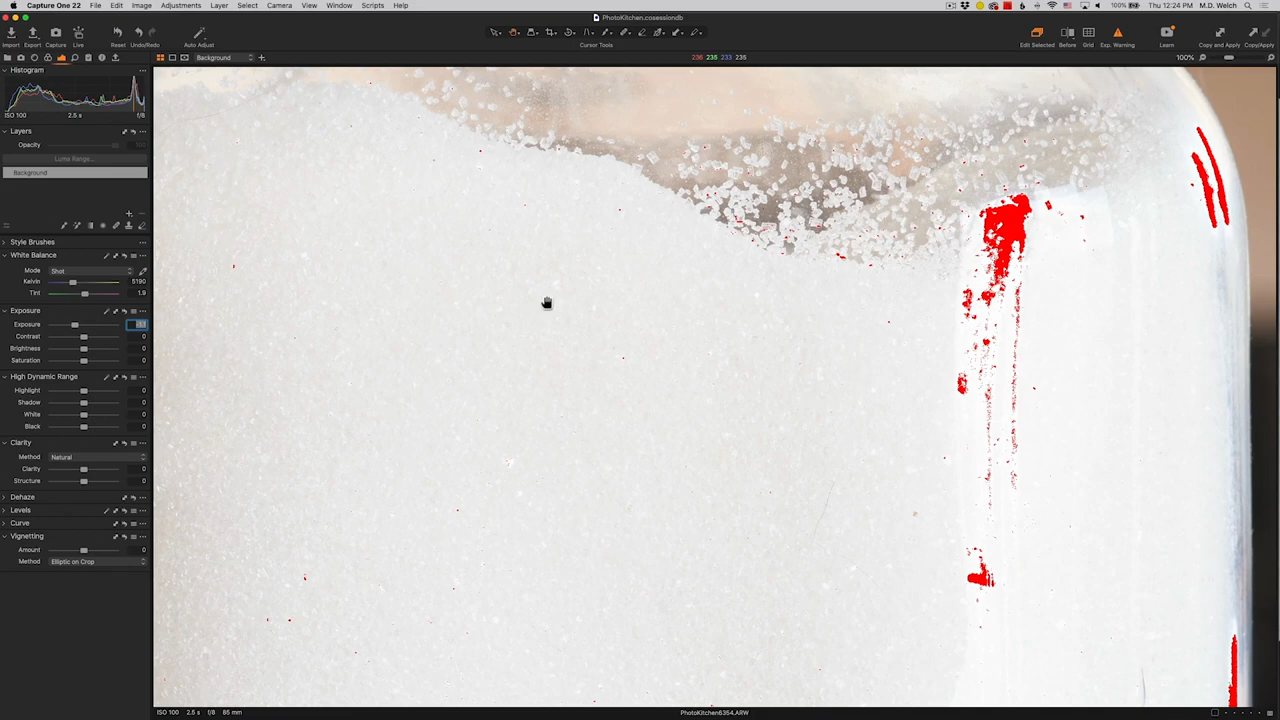 Capture One 22 File Edit Image Adjustments Layer Select Camera View Window Scripts Help 100% Thu 12:24 PM M.D. Welch
PhotoKitchen.cosessiondb
Import Export Capture Live Reset Undo/Redo Auto Adjust Cursor Tools Edit Selected Before Grid Exp. Warning Learn Copy and Apply Copy/Apply
Background 236 235 233 235 100%
Histogram
ISO 100 2.5 s f/8
Layers
Opacity 100
Luma Range...
Background
Style Brushes
White Balance
Mode Shot
Kelvin 5190
Tint 1.9
Exposure
Exposure
Contrast 0
Brightness 0
Saturation 0
High Dynamic Range
Highlight 0
Shadow 0
White 0
Black 0
Clarity
Method Natural
Clarity 0
Structure 0
Dehaze
Levels
Curve
Vignetting
Amount 0
Method Elliptic on Crop
ISO 100 2.5 s f/8 85 mm PhotoKitchen6354.ARW